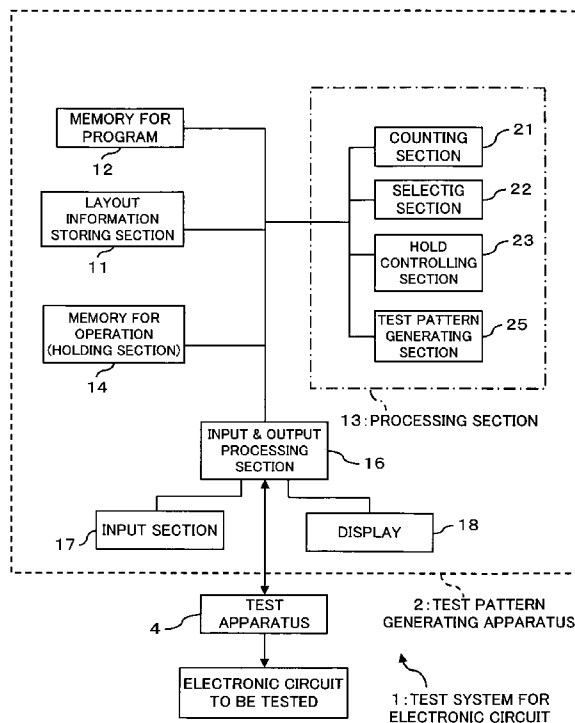 MEMORY FOR
PROGRAM
12
LAYOUT
INFORMATION
STORING SECTION
11
MEMORY FOR
OPERATION
(HOLDING SECTION)
14
COUNTING
SECTION
21
SELECTIG
SECTION
22
HOLD
CONTROLLING
SECTION
23
TEST PATTERN
GENERATING
SECTION
25
13:PROCESSING SECTION
INPUT & OUTPUT
PROCESSING
SECTION
16
17
INPUT SECTION
DISPLAY
18
TEST
APPARATUS
4
2:TEST PATTERN
GENERATING APPARATUS
ELECTRONIC CIRCUIT
TO BE TESTED
1:TEST SYSTEM FOR
ELECTRONIC CIRCUIT